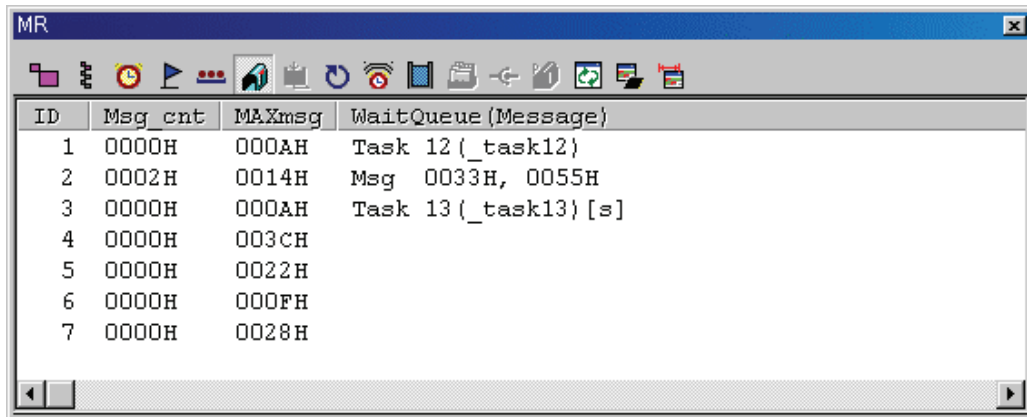 MR
ID Msg_cnt MAXmsg WaitQueue(Message)
1 0000H 000AH Task 12(_task12)
2 0002H 0014H Msg 0033H, 0055H
3 0000H 000AH Task 13(_task13)[s]
4 0000H 003CH
5 0000H 0022H
6 0000H 000FH
7 0000H 0028H